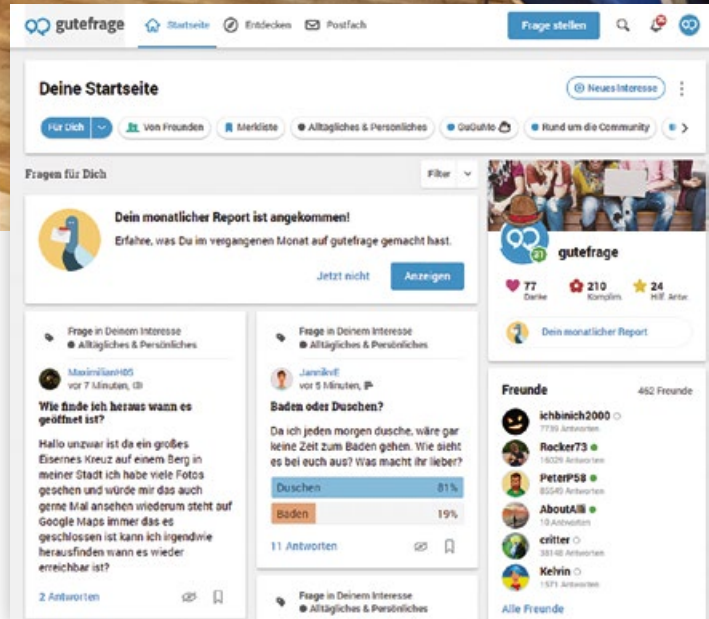 gutefrage
Startseite
Entdecken
Postfach
Frage stellen
Deine Startseite
Neues Interesse
Für Dich
Von Freunden
Merkliste
Alltägliches & Persönliches
GuGuMo
Rund um die Community
Fragen für Dich
Filter
Dein monatlicher Report ist angekommen!
Erfahre, was Du im vergangenen Monat auf gutefrage gemacht hast.
Jetzt nicht
Anzeigen
Frage in Deinem Interesse
Alltägliches & Persönliches
MaximilianH05
vor 7 Minuten,
Wie finde ich heraus wann es
geöffnet ist?
Hallo unzwar ist da ein großes
Eisernes Kreuz auf einem Berg in
meiner Stadt ich habe viele Fotos
gesehen und würde mir das auch
gerne Mal ansehen wiederum steht auf
Google Maps immer das es
geschlossen ist kann ich irgendwie
herausfinden wann es wieder
erreichbar ist?
2 Antworten
Frage in Deinem Interesse
Alltägliches & Persönliches
JannikvE
vor 5 Minuten,
Baden oder Duschen?
Da ich jeden morgen dusche, wäre gar
keine Zeit zum Baden gehen. Wie sieht
es bei euch aus? Was macht ihr lieber?
Duschen 81%
Baden 19%
11 Antworten
Frage in Deinem Interesse
Alltägliches & Persönliches
21
gutefrage
77
Danke
210
Komplim.
24
Hilf. Antw.
Dein monatlicher Report
Freunde
462 Freunde
ichbinich2000
7739 Antworten
Rocker73
16029 Antworten
PeterP58
85549 Antworten
AboutAlli
10 Antworten
critter
38148 Antworten
Kelvin
1571 Antworten
Alle Freunde